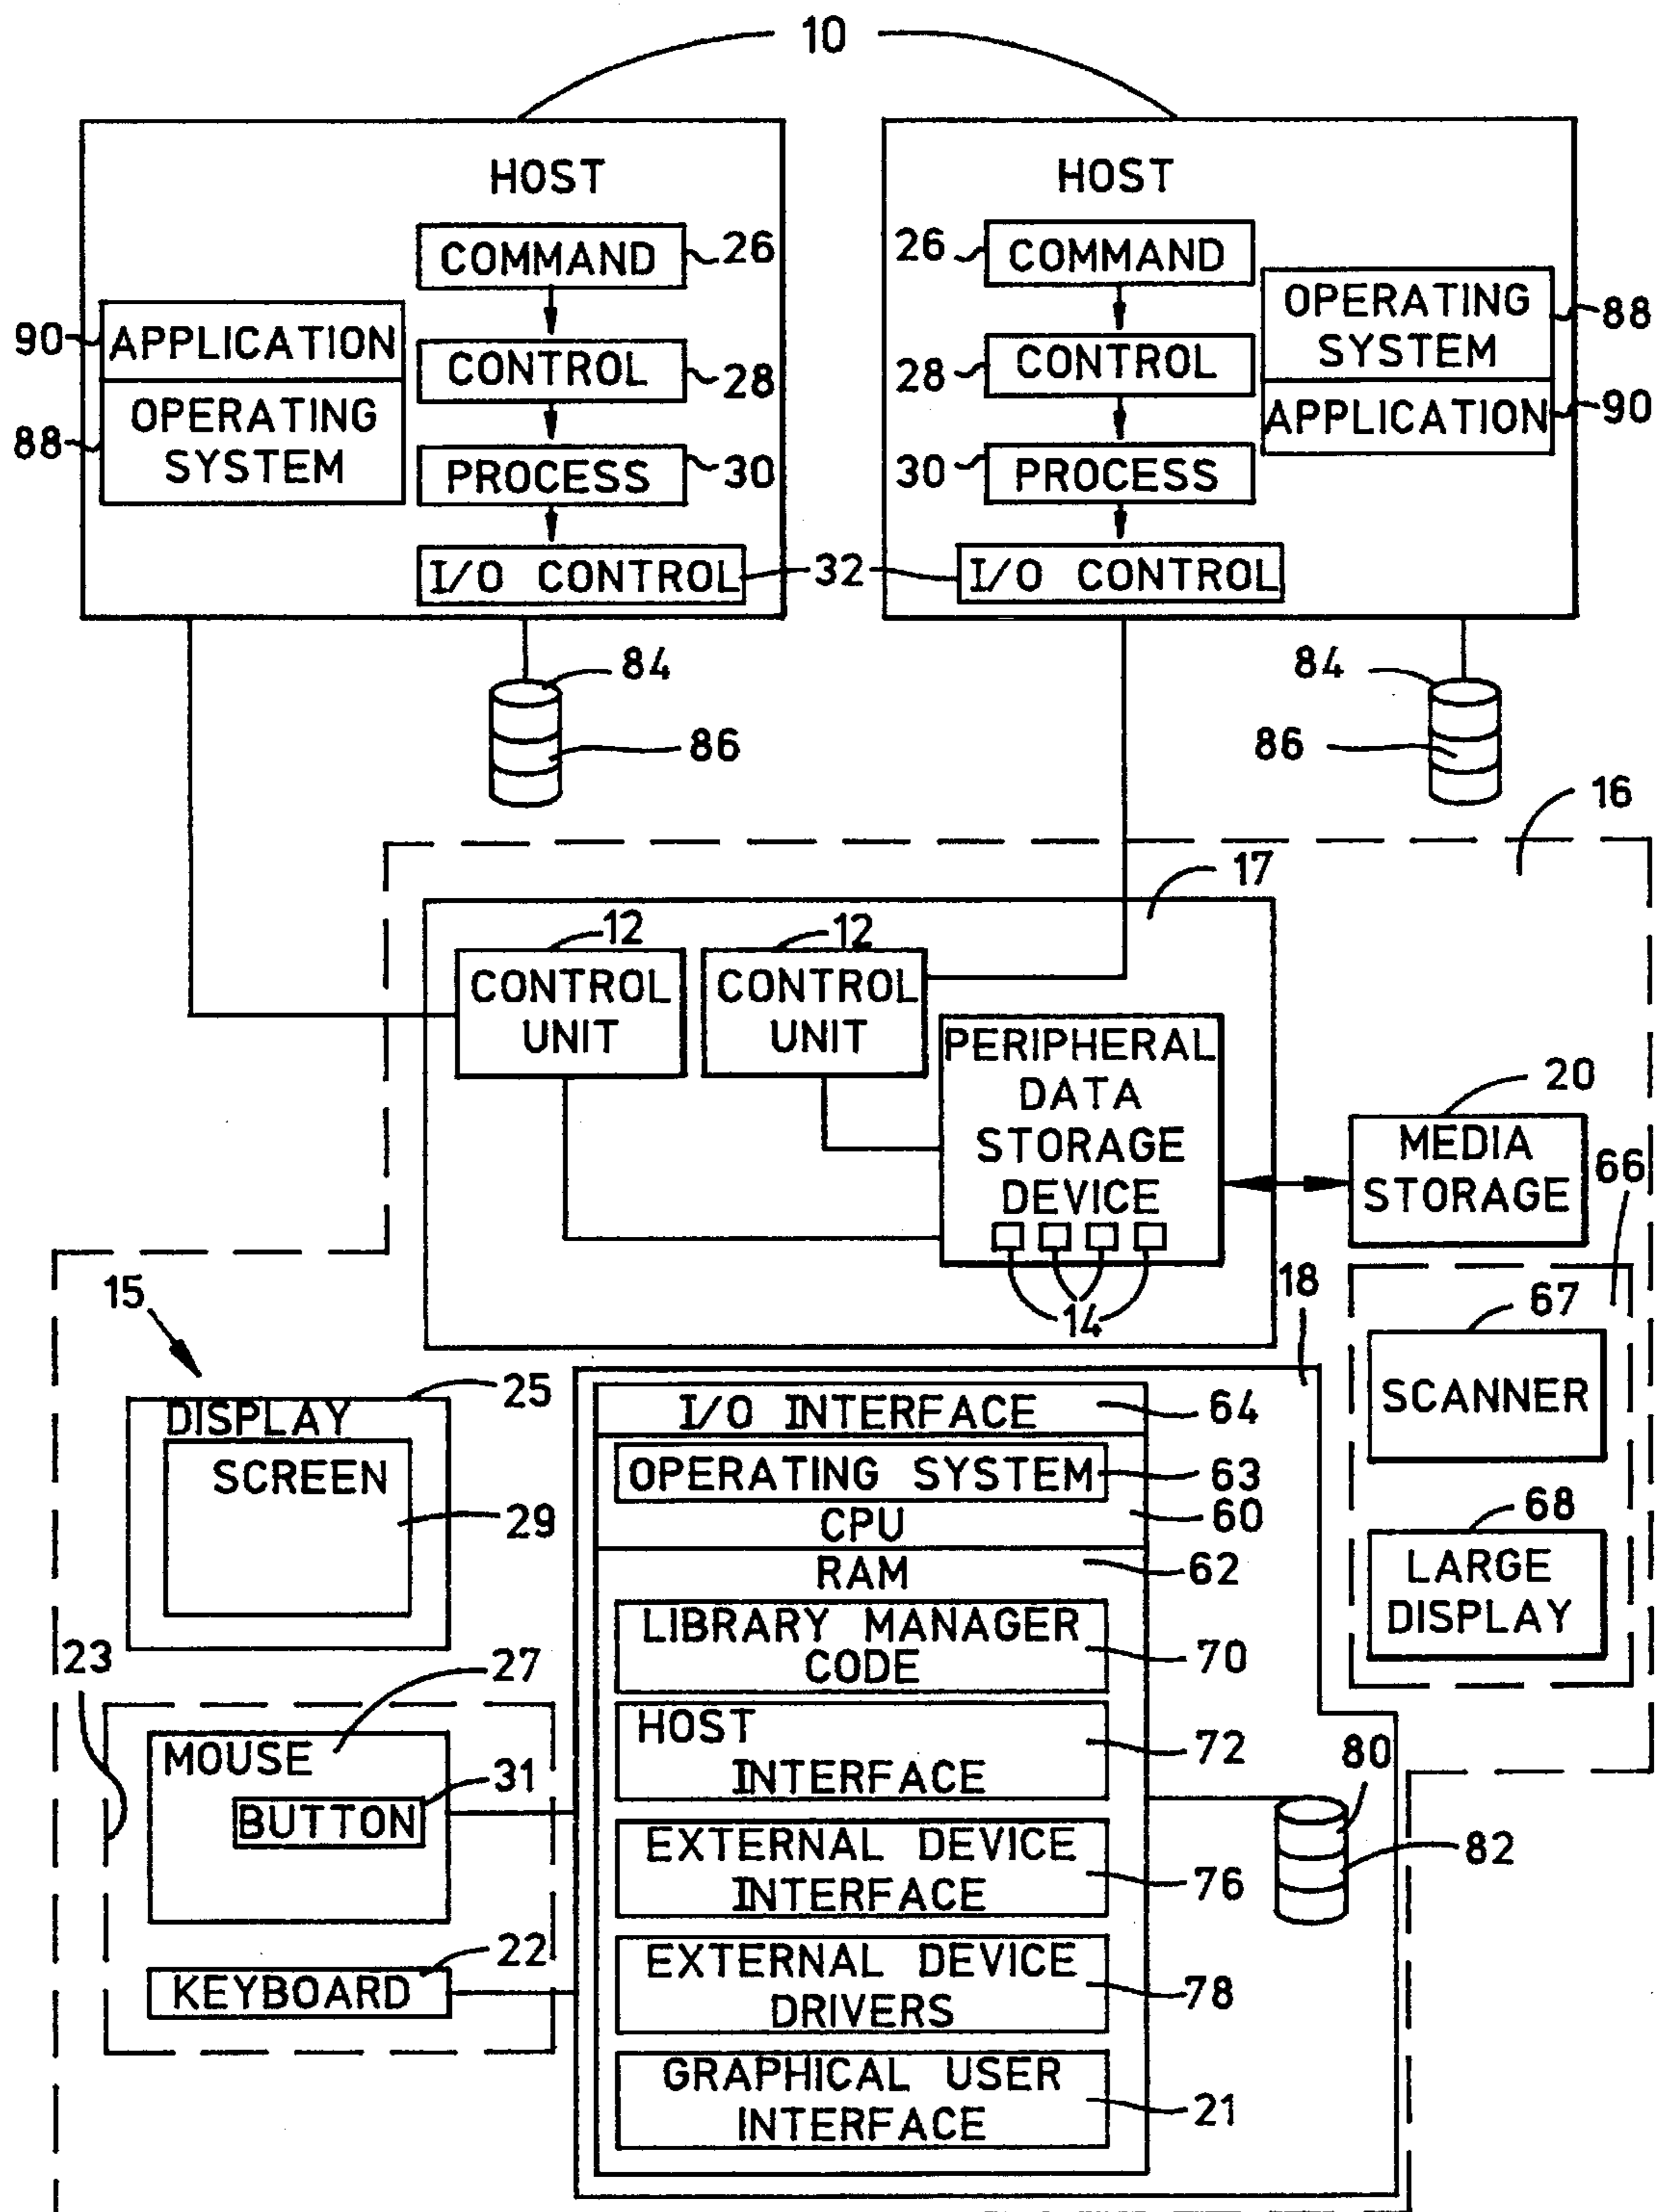 10
HOST
COMMAND
26
90
APPLICATION
CONTROL
28
88
OPERATING
SYSTEM
PROCESS
30
I/O CONTROL
32
HOST
26
COMMAND
OPERATING
SYSTEM
88
28
CONTROL
APPLICATION
90
30
PROCESS
I/O CONTROL
84
86
84
86
16
17
12
CONTROL
UNIT
12
CONTROL
UNIT
PERIPHERAL
DATA
STORAGE
DEVICE
14
20
MEDIA
STORAGE
66
18
67
SCANNER
68
LARGE
DISPLAY
15
25
DISPLAY
SCREEN
29
23
27
MOUSE
31
BUTTON
22
KEYBOARD
I/O INTERFACE
64
OPERATING SYSTEM
63
CPU
60
RAM
62
LIBRARY MANAGER
CODE
70
HOST
INTERFACE
72
80
82
EXTERNAL DEVICE
INTERFACE
76
EXTERNAL DEVICE
DRIVERS
78
GRAPHICAL USER
INTERFACE
21